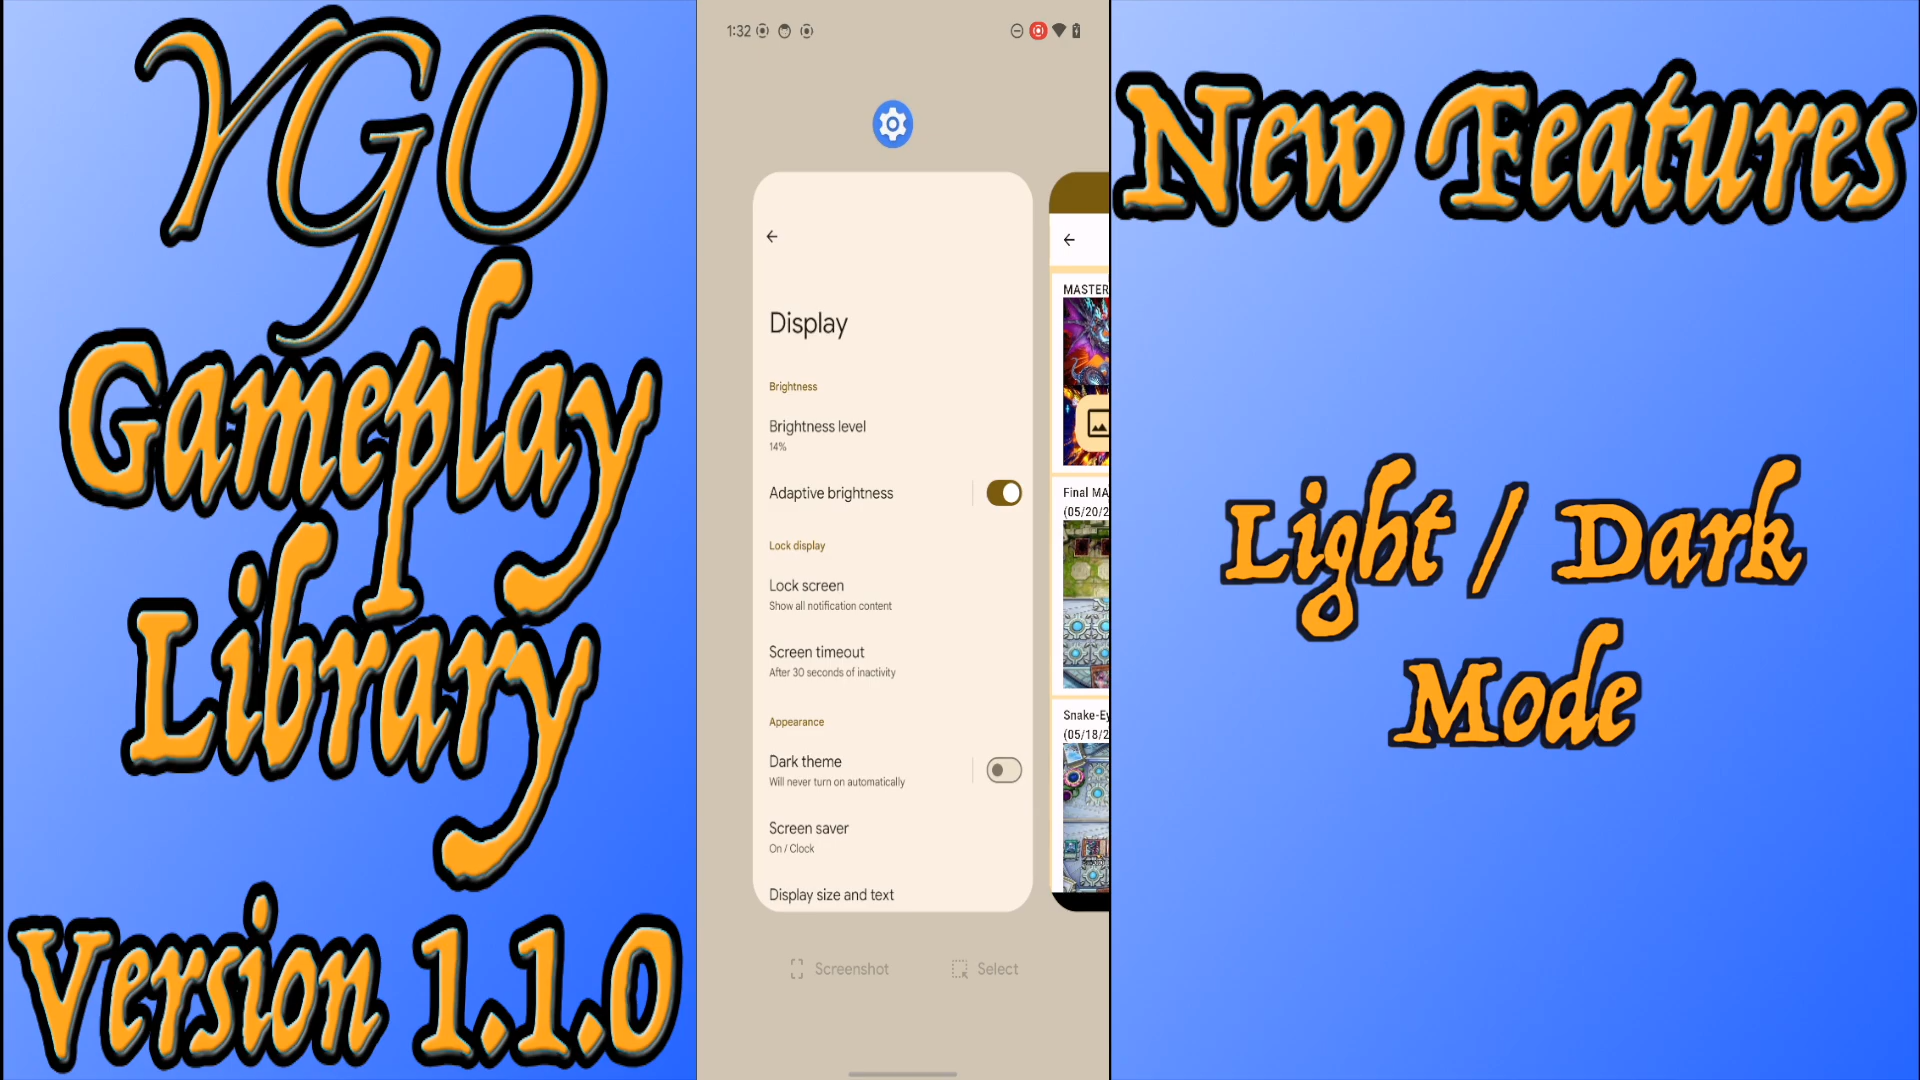 YGO
Gameplay
Library
Version 1.1.0
1:32
Display
Brightness
Brightness level
14%
Adaptive brightness
Lock display
Lock screen
Show all notification content
Screen timeout
After 30 seconds of inactivity
Appearance
Dark theme
Will never turn on automatically
Screen saver
On / Clock
Display size and text
Screenshot
Select
MASTER
Final MA
(05/20/2
Snake-Ey
(05/18/2
New Features
Light / Dark
Mode